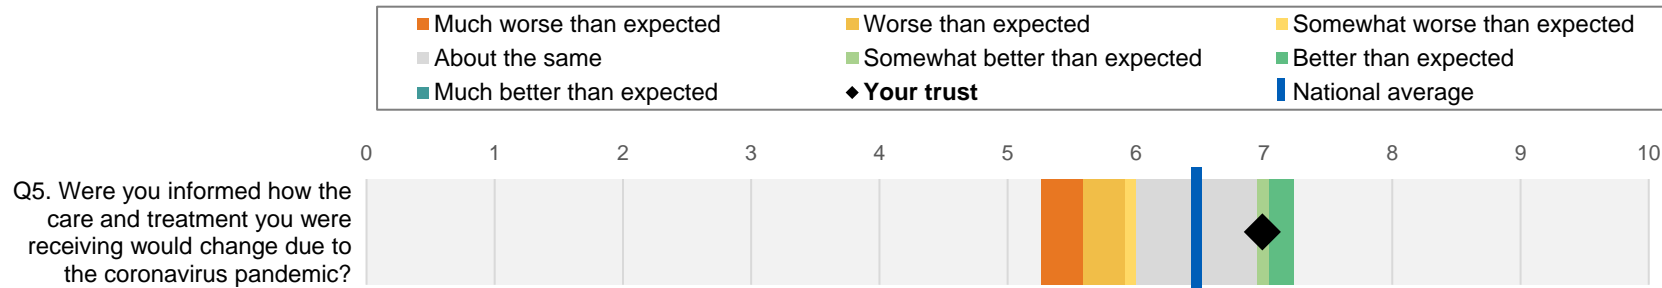 Much worse than expected
Worse than expected
Somewhat worse than expected
About the same
Somewhat better than expected
Better than expected
Much better than expected
Your trust
National average
0 1 2 3 4 5 6 7 8 9 10
Q5. Were you informed how the
care and treatment you were
receiving would change due to
the coronavirus pandemic?